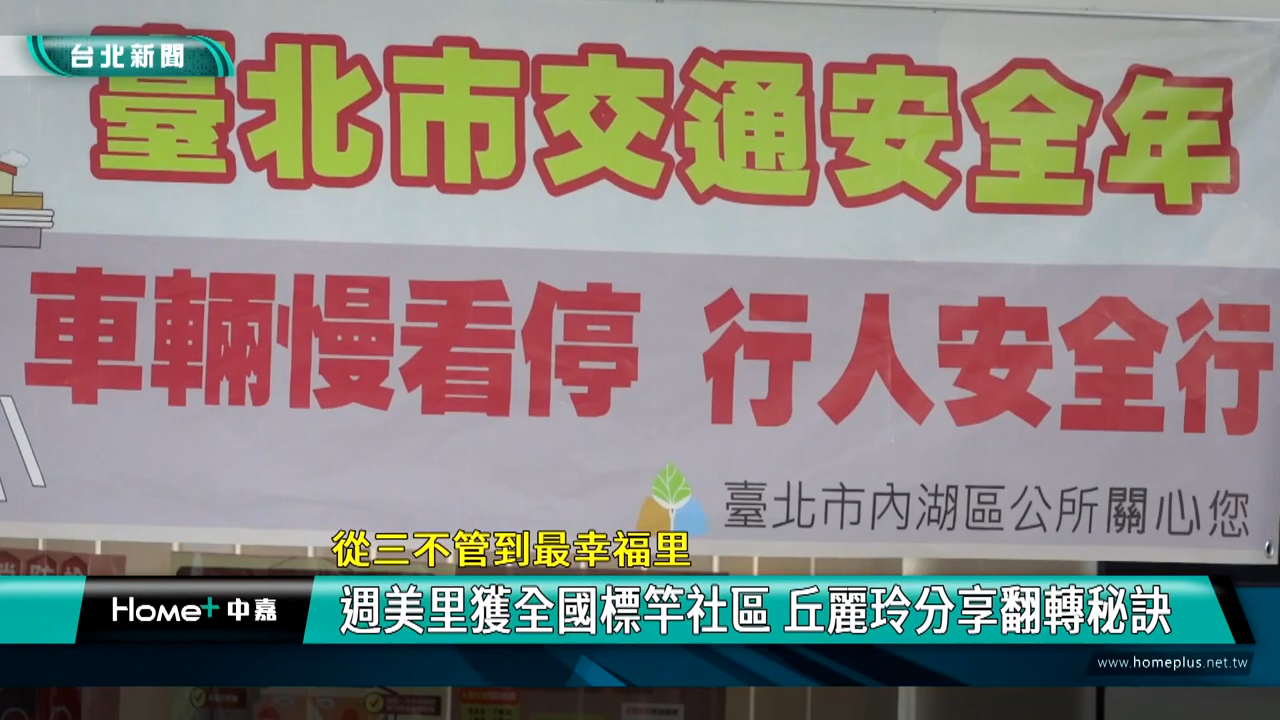 台北新聞
臺北市交通安全年
車輛慢看停 行人安全行
臺北市內湖區公所關心您
從三不管到最幸福里
Home+中嘉
週美里獲全國標竿社區 丘麗玲分享翻轉秘訣
www.homeplus.net.tw